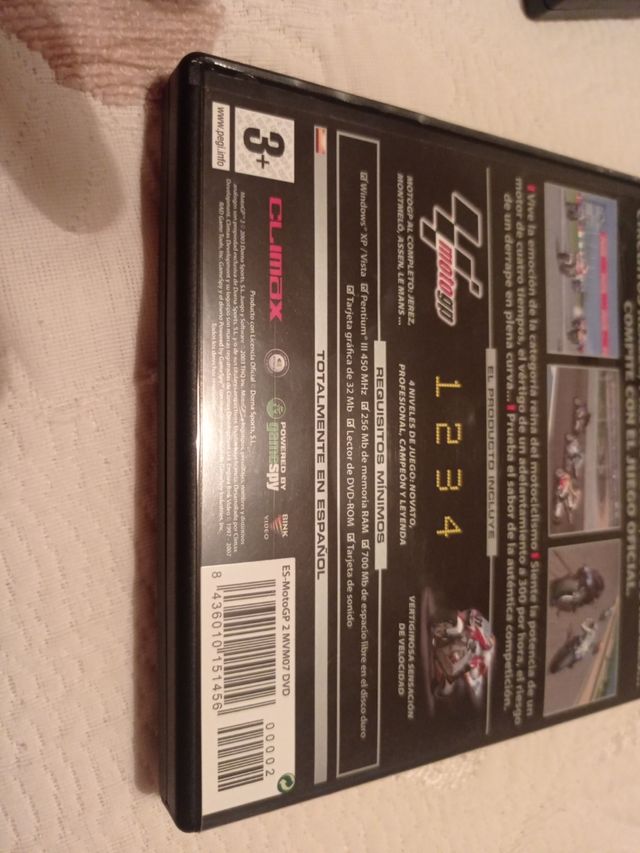 COMPITE CON EL JUEGO OFICIAL
Vive la emoción de la categoría reina del motociclismo Siente la potencia de un
motor de cuatro tiempos, el vértigo de un adelantamiento a 300 por hora, el riesgo
de un derrape en plena curva... Prueba el sabor de la auténtica competición.
EL PRODUCTO INCLUYE
motogp
1 2 3 4
MOTOGP AL COMPLETO: JEREZ,
MONTMELÓ, ASSEN, LE MANS...
4 NIVELES DE JUEGO: NOVATO,
PROFESIONAL, CAMPEÓN Y LEYENDA
VERTIGINOSA SENSACIÓN
DE VELOCIDAD
REQUISITOS MÍNIMOS
Windows® XP / Vista Pentium® III 450 MHz 256 Mb de memoria RAM 700 Mb de espacio libre en el disco duro
Tarjeta gráfica de 32 Mb Lector de DVD-ROM Tarjeta de sonido
TOTALMENTE EN ESPAÑOL
3+
www.pegi.info
CLIMAX
Producto con Licencia Oficial - Dorna Sports S.L.
POWERED BY
gamespy
BINK
VIDEO
ES-MotoGP 2 MVM07 DVD
8 436010 151456
00002